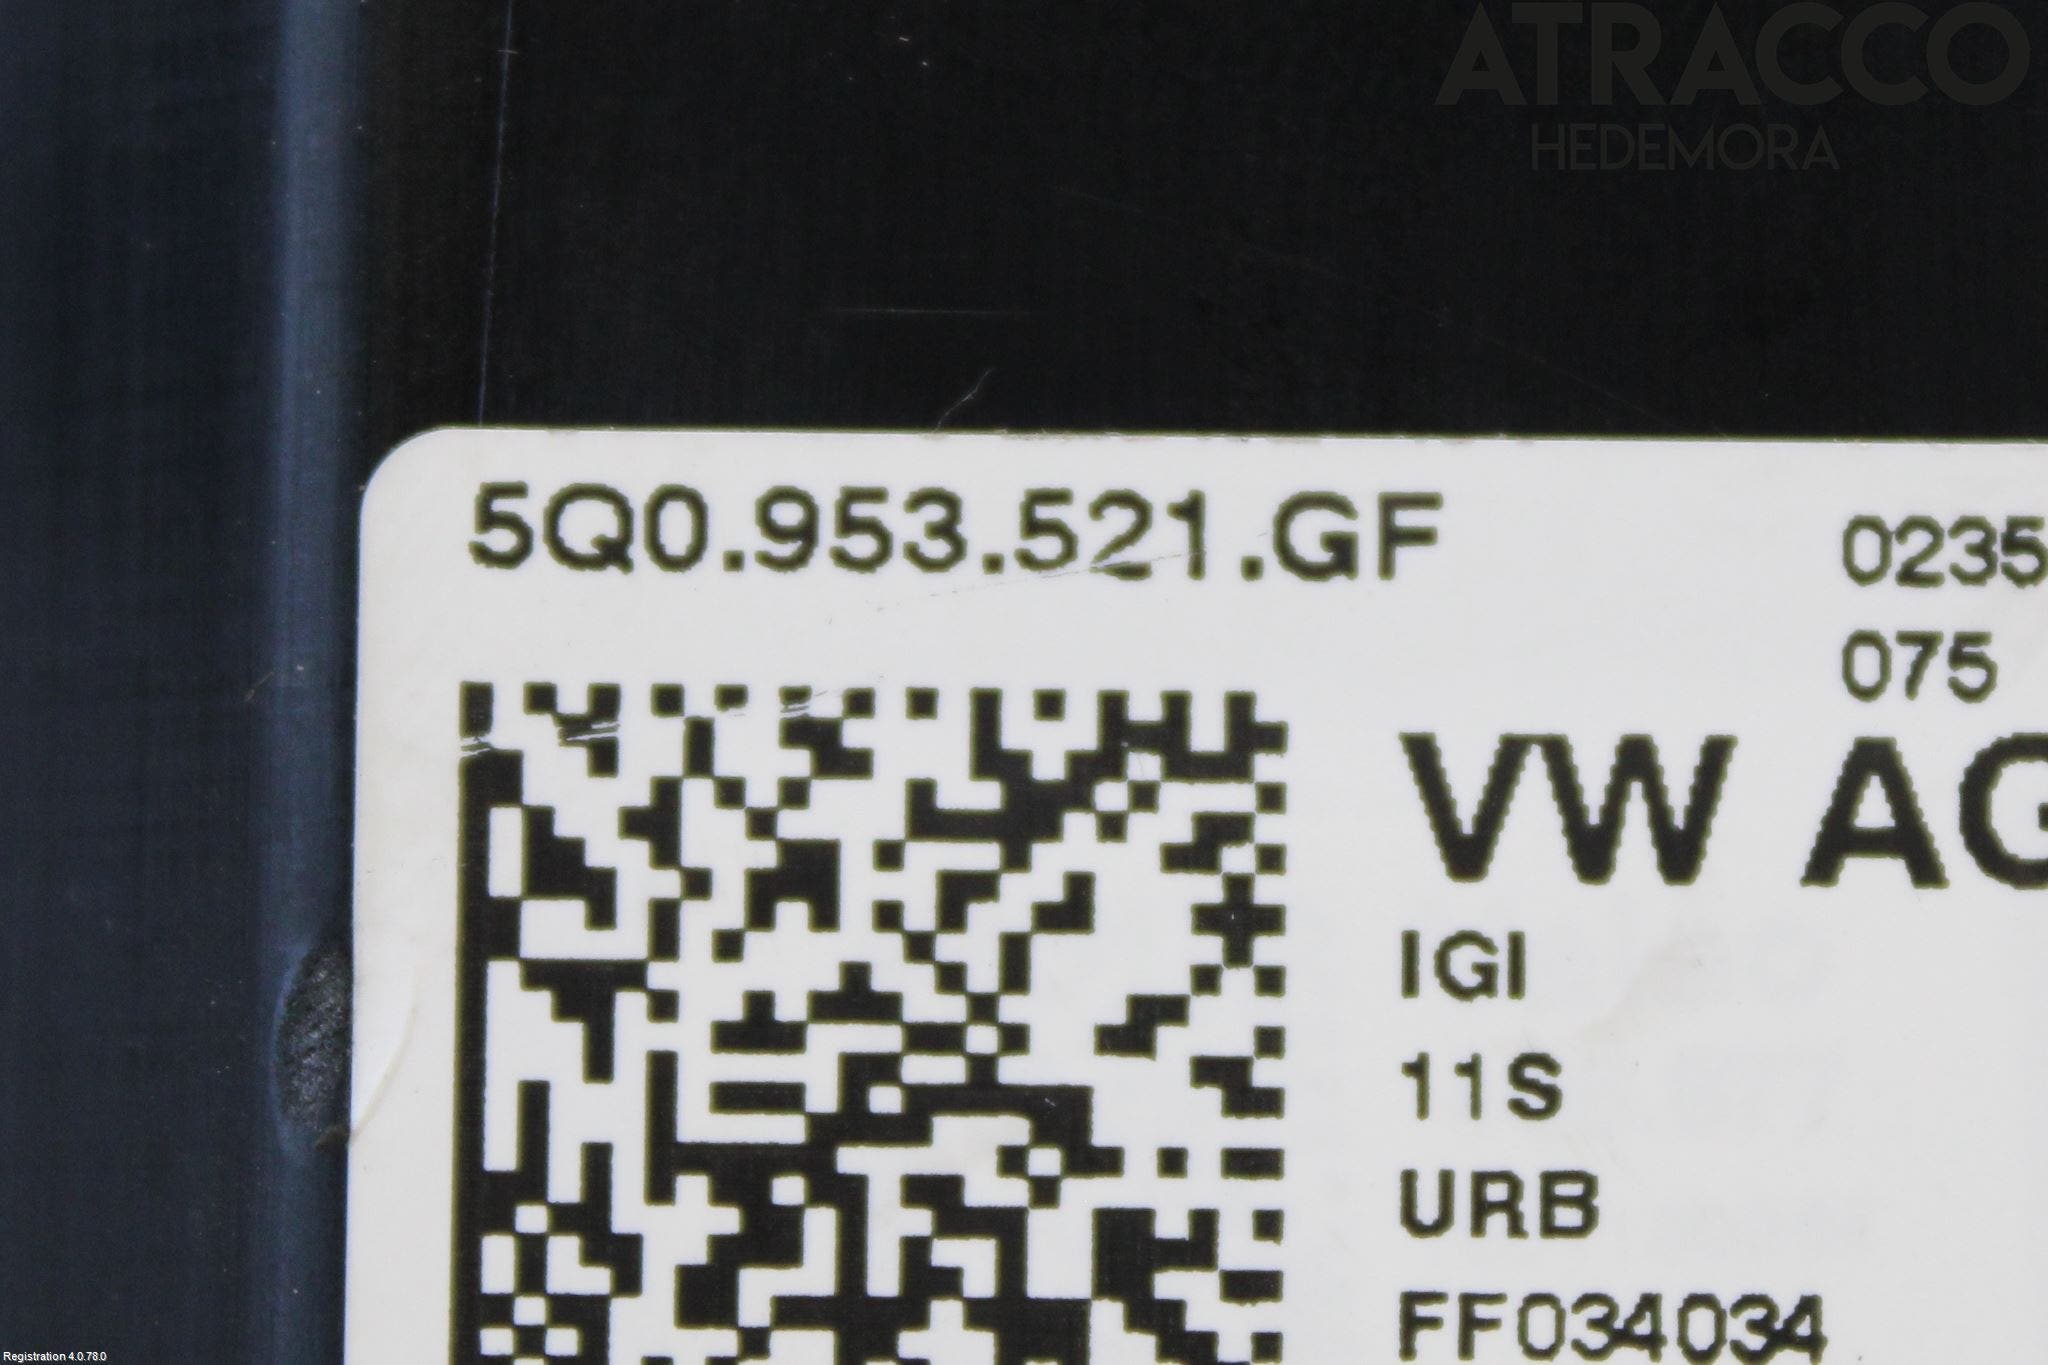 ATRACCO
HEDEMORA
5Q0.953.521.GF
0235
075
VW AG
IGI
11S
URB
FF034034
Registration 4.0.78.0